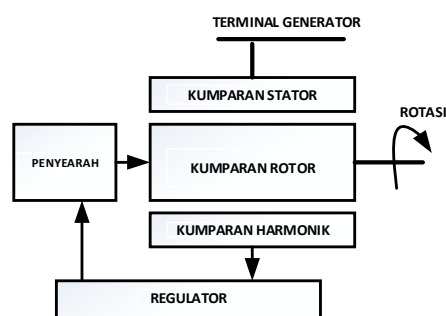 TERMINAL GENERATOR
KUMPARAN STATOR
ROTASI
PENYEARAH
KUMPARAN ROTOR
KUMPARAN HARMONIK
REGULATOR